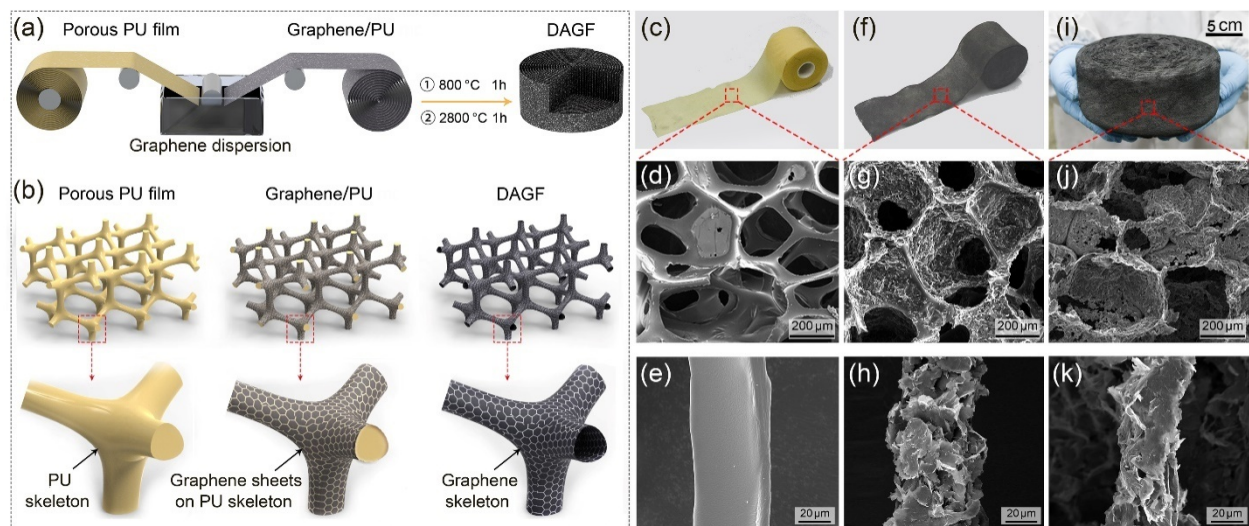 (a)
Porous PU film
Graphene/PU
DAGF
① 800 °C 1h
② 2800 °C 1h
Graphene dispersion
(b)
Porous PU film
Graphene/PU
DAGF
PU
skeleton
Graphene sheets
on PU skeleton
Graphene
skeleton
(c)
(f)
(i)
5 cm
(d)
200 μm
(g)
200 μm
(j)
200 μm
(e)
20 μm
(h)
20 μm
(k)
20 μm